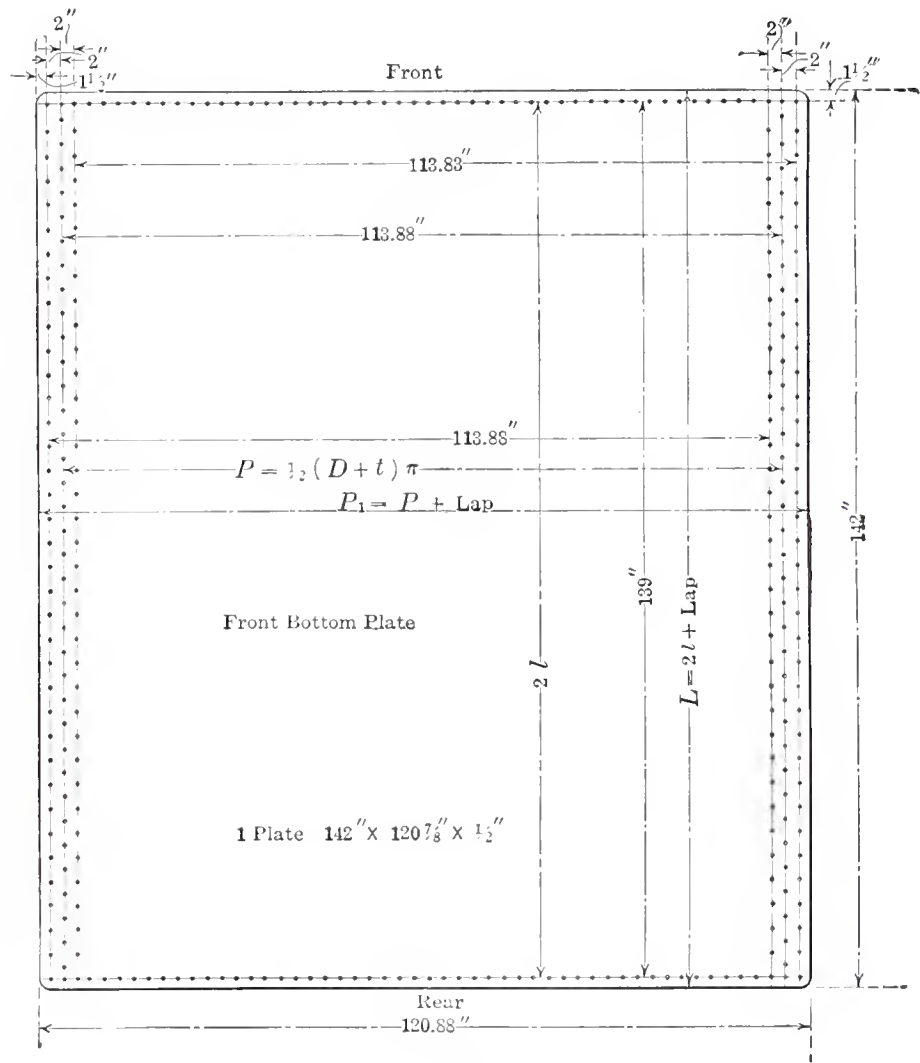 2″ 2″
2″ 2″
1½″ Front 1½″
113.83″
113.88″
113.88″
P = ½ (D + t) π
P₁ = P + Lap
142″
139″
L = 2l + Lap
Front Bottom Plate
2 l
1 Plate 142″ × 120⅞″ × ½″
Rear
120.88″